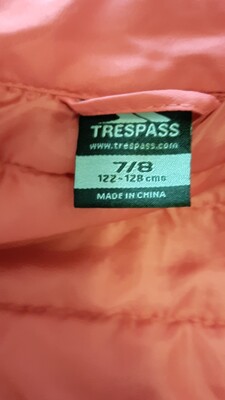 TRESPASS
www.trespass.com
7/8
122-128 cms
MADE IN CHINA